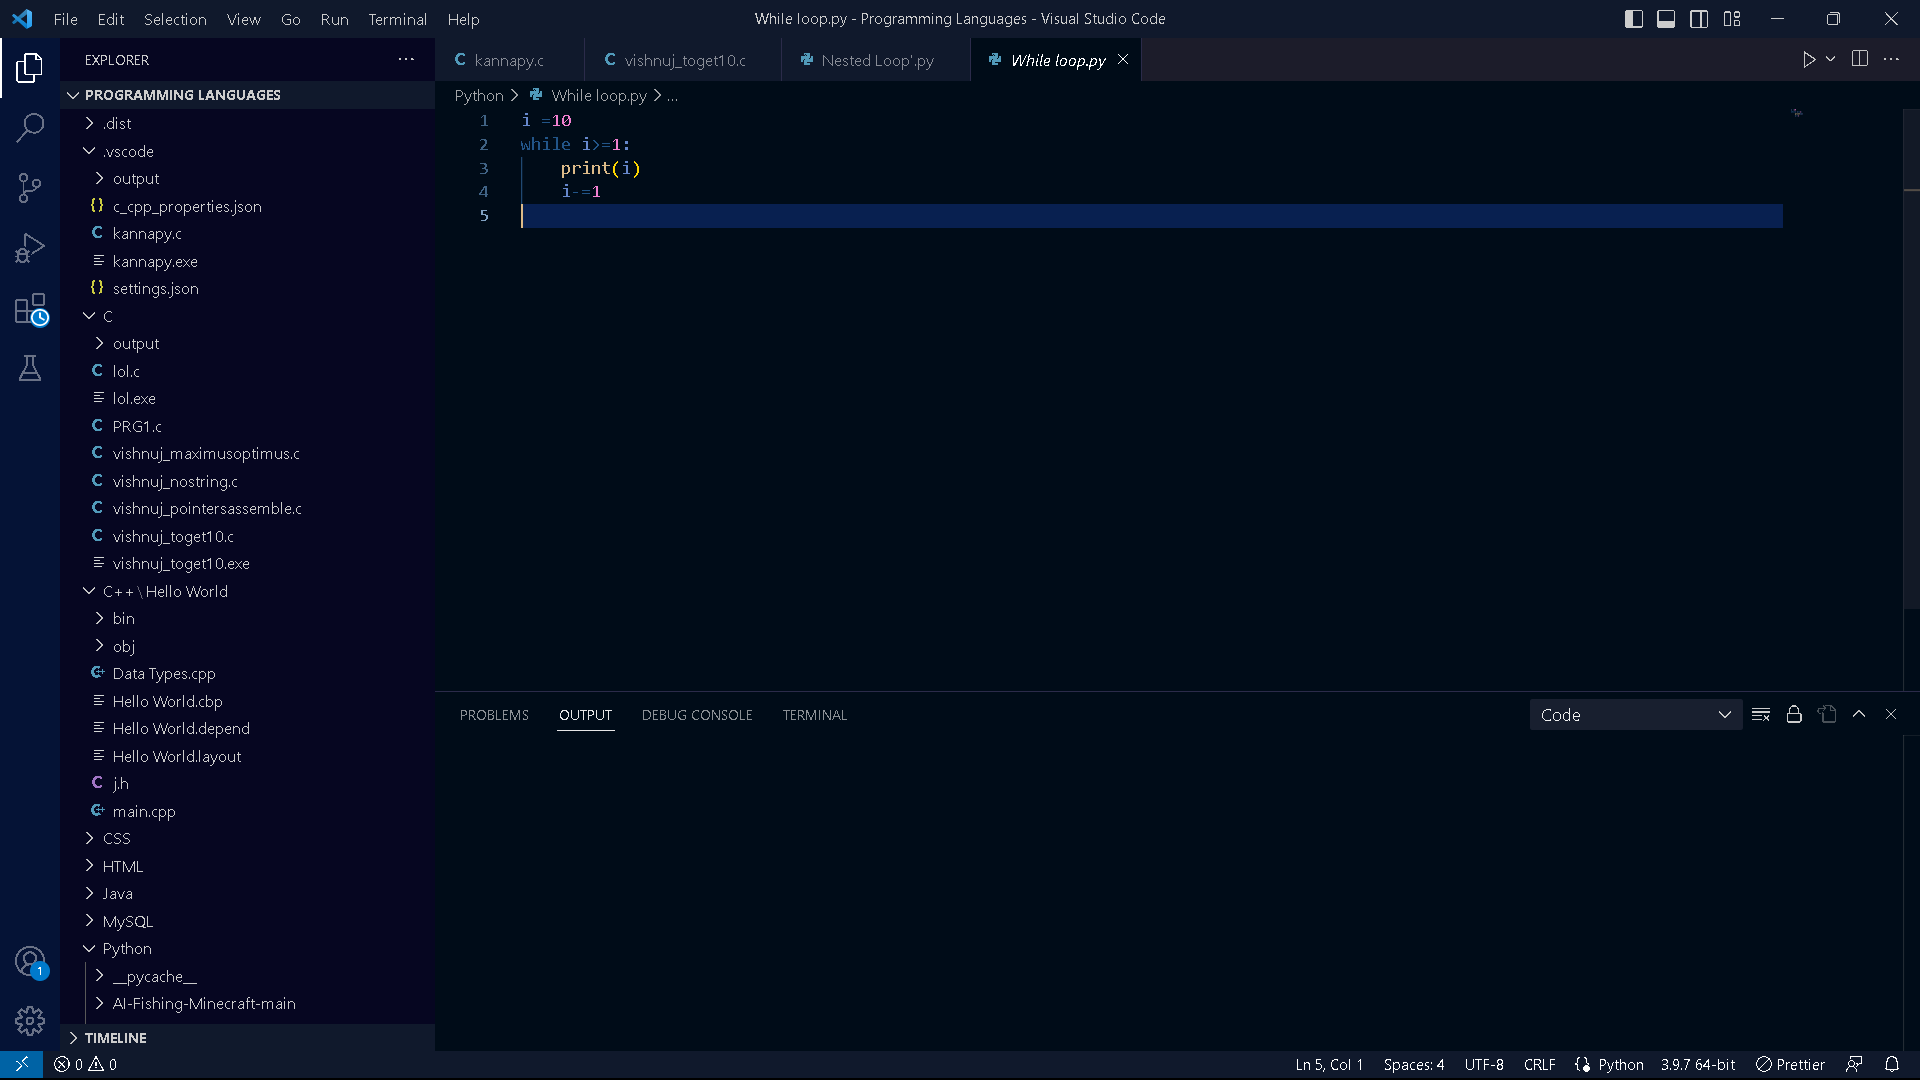 File Edit Selection View Go Run Terminal Help
While loop.py - Programming Languages - Visual Studio Code
EXPLORER
PROGRAMMING LANGUAGES
.dist
.vscode
output
{} c_cpp_properties.json
C kannapy.c
kannapy.exe
{} settings.json
C
output
C lol.c
lol.exe
C PRG1.c
C vishnuj_maximusoptimus.c
C vishnuj_nostring.c
C vishnuj_pointersassemble.c
C vishnuj_toget10.c
vishnuj_toget10.exe
C++ \ Hello World
bin
obj
Data Types.cpp
Hello World.cbp
Hello World.depend
Hello World.layout
C j.h
main.cpp
CSS
HTML
Java
MySQL
Python
__pycache__
AI-Fishing-Minecraft-main
TIMELINE
C kannapy.c
C vishnuj_toget10.c
Nested Loop'.py
While loop.py
Python > While loop.py > ...
1 i =10
2 while i>=1:
3 print(i)
4 i-=1
5
PROBLEMS OUTPUT DEBUG CONSOLE TERMINAL
Code
1
0 0
Ln 5, Col 1 Spaces: 4 UTF-8 CRLF Python 3.9.7 64-bit Prettier